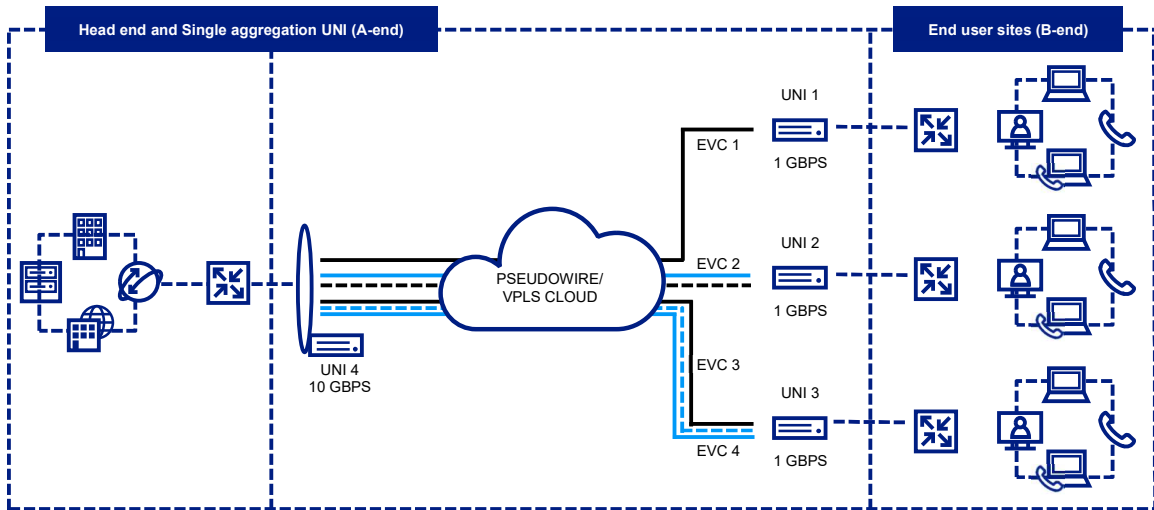 Head end and Single aggregation UNI (A-end)
End user sites (B-end)
UNI 1
EVC 1
1 GBPS
UNI 2
EVC 2
PSEUDOWIRE/
VPLS CLOUD
1 GBPS
UNI 4
10 GBPS
EVC 3
UNI 3
EVC 4
1 GBPS